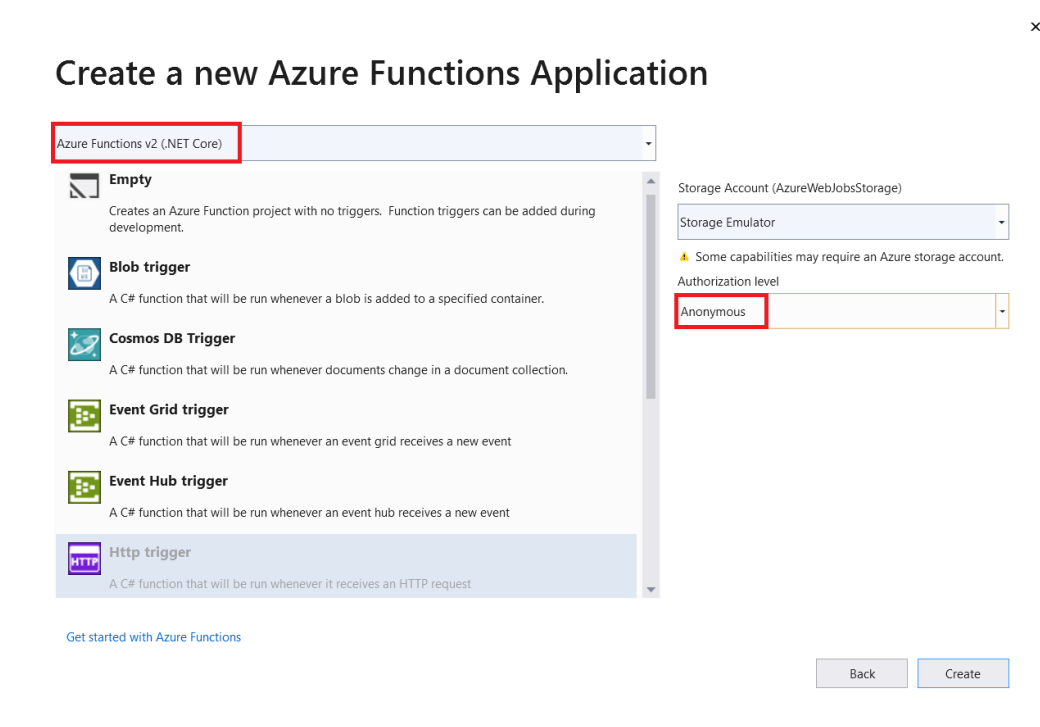 ×
Create a new Azure Functions Application
Azure Functions v2 (.NET Core)
Empty
Creates an Azure Function project with no triggers. Function triggers can be added during
development.
Blob trigger
A C# function that will be run whenever a blob is added to a specified container.
Cosmos DB Trigger
A C# function that will be run whenever documents change in a document collection.
Event Grid trigger
A C# function that will be run whenever an event grid receives a new event
Event Hub trigger
A C# function that will be run whenever an event hub receives a new event
HTTP
Http trigger
A C# function that will be run whenever it receives an HTTP request
Storage Account (AzureWebJobsStorage)
Storage Emulator
Some capabilities may require an Azure storage account.
Authorization level
Anonymous
Get started with Azure Functions
Back
Create